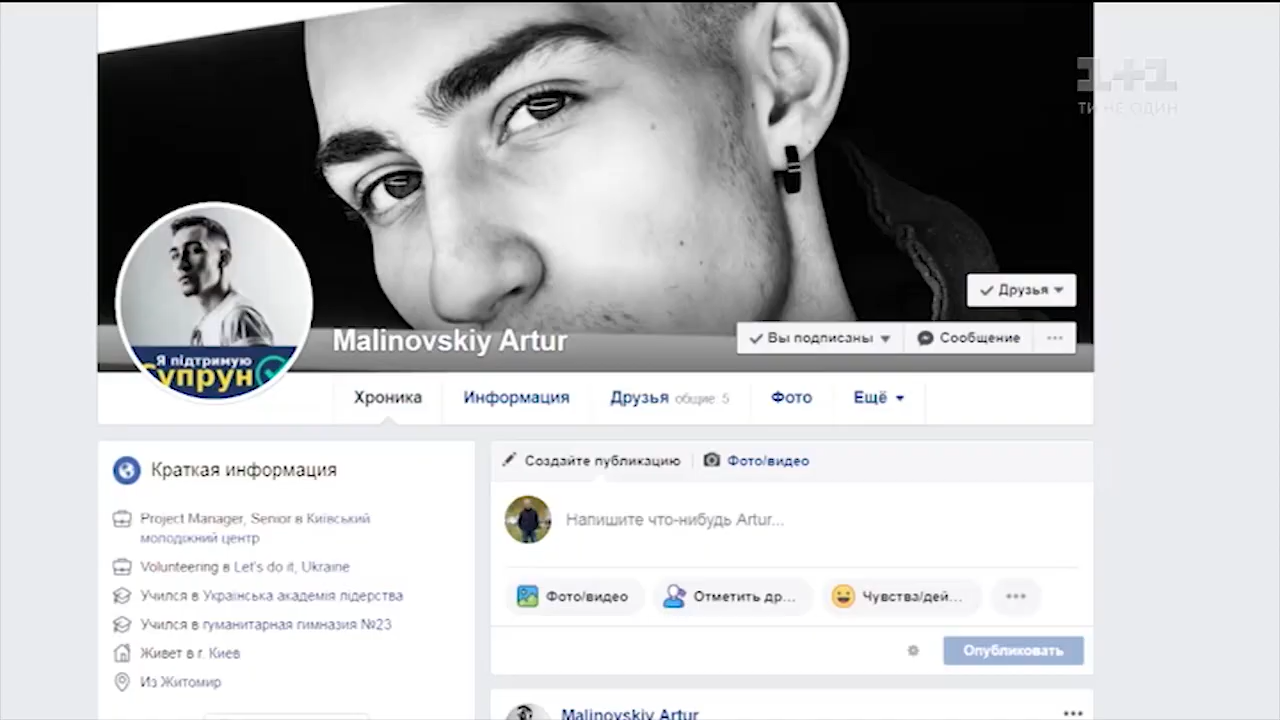 1+1
ТИ НЕ ОДИН
Я підтримую
Супрун
Malinovskiy Artur
Друзья
Вы подписаны
Сообщение
Хроника
Информация
Друзья общие 5
Фото
Ещё
Краткая информация
Project Manager, Senior в Київський
молодіжний центр
Volunteering в Let's do it, Ukraine
Учился в Українська академія лідерства
Учился в гуманитарная гимназия №23
Живет в г. Киев
Из Житомир
Создайте публикацию
Фото/видео
Напишите что-нибудь Artur...
Фото/видео
Отметить др...
Чувства/дей...
Опубликовать
Malinovskiy Artur